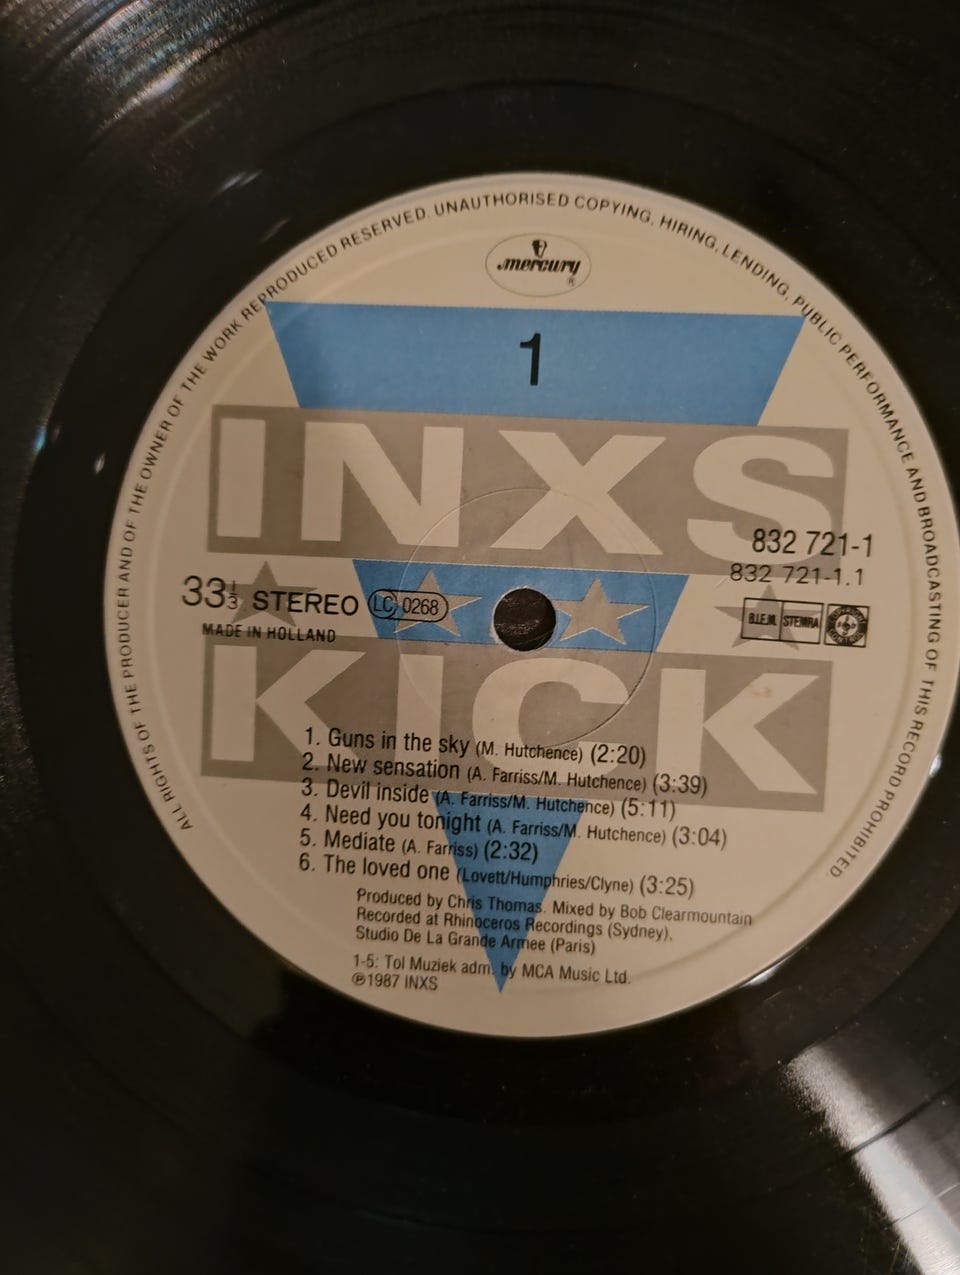 ALL RIGHTS OF THE PRODUCER AND OF THE OWNER OF THE WORK REPRODUCED RESERVED. UNAUTHORISED COPYING, HIRING, LENDING, PUBLIC PERFORMANCE AND BROADCASTING OF THIS RECORD PROHIBITED.
mercury ®
1
INXS
832 721-1
832 721-1.1
33⅓ STEREO LC 0268
B.I.E.M. STEMRA
MADE IN HOLLAND
KICK
1. Guns in the sky (M. Hutchence) (2:20)
2. New sensation (A. Farriss/M. Hutchence) (3:39)
3. Devil inside (A. Farriss/M. Hutchence) (5:11)
4. Need you tonight (A. Farriss/M. Hutchence) (3:04)
5. Mediate (A. Farriss) (2:32)
6. The loved one (Lovett/Humphries/Clyne) (3:25)
Produced by Chris Thomas. Mixed by Bob Clearmountain
Recorded at Rhinoceros Recordings (Sydney),
Studio De La Grande Armee (Paris)
1-5: Tol Muziek adm. by MCA Music Ltd.
℗1987 INXS